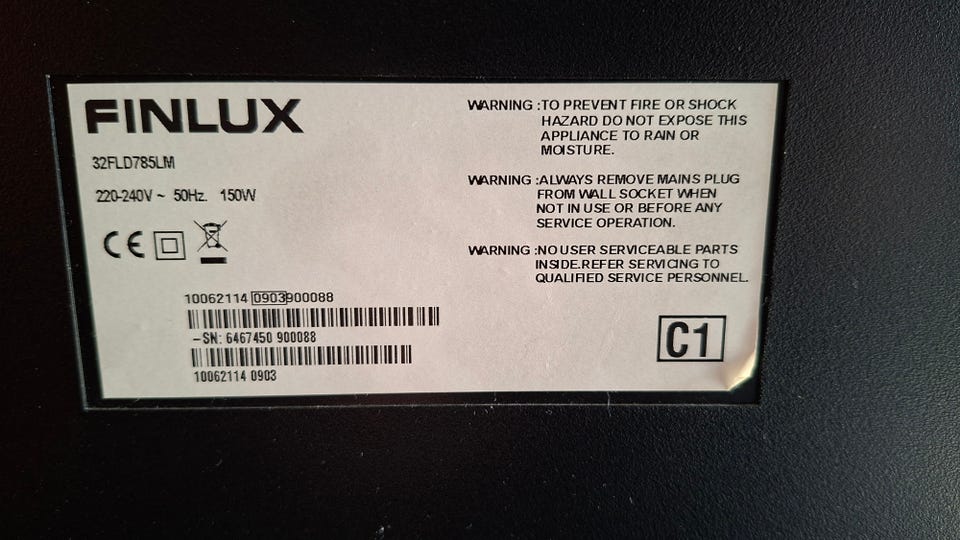 FINLUX
32FLD785LM
220-240V ~ 50Hz. 150W
CE
10062114 0903900088
-SN: 6467450 900088
10062114 0903
WARNING :TO PREVENT FIRE OR SHOCK
HAZARD DO NOT EXPOSE THIS
APPLIANCE TO RAIN OR
MOISTURE.
WARNING :ALWAYS REMOVE MAINS PLUG
FROM WALL SOCKET WHEN
NOT IN USE OR BEFORE ANY
SERVICE OPERATION.
WARNING :NO USER SERVICEABLE PARTS
INSIDE.REFER SERVICING TO
QUALIFIED SERVICE PERSONNEL.
C1